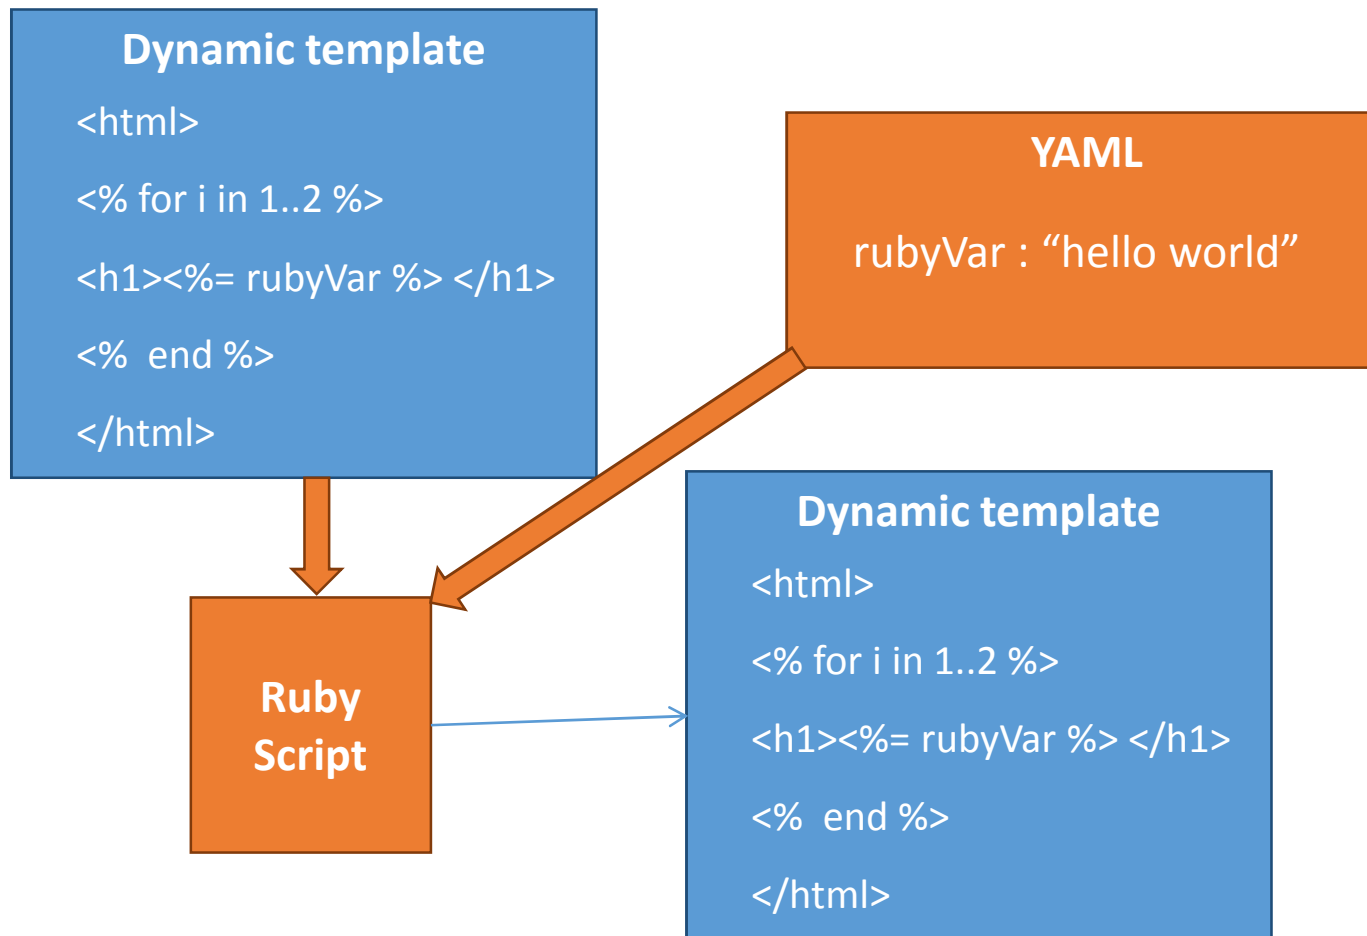 Dynamic template
<html>
<% for i in 1..2 %>
<h1><%= rubyVar %> </h1>
<%  end %>
</html>
YAML
rubyVar : “hello world”
Ruby
Script
Dynamic template
<html>
<% for i in 1..2 %>
<h1><%= rubyVar %> </h1>
<%  end %>
</html>